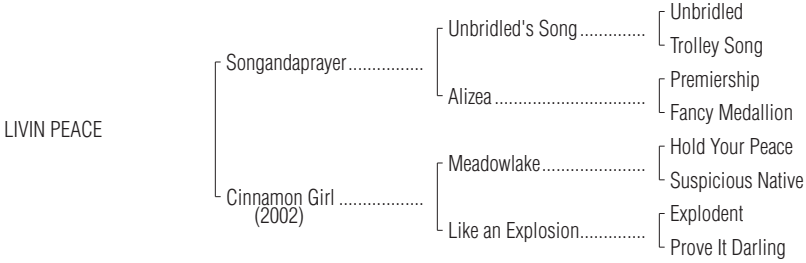 Unbridled
Unbridled's Song..............
Trolley Song
Songandaprayer................
Premiership
Alizea................................
Fancy Medallion
LIVIN PEACE
Hold Your Peace
Meadowlake......................
Suspicious Native
Cinnamon Girl ..................
(2002)
Explodent
Like an Explosion..............
Prove It Darling